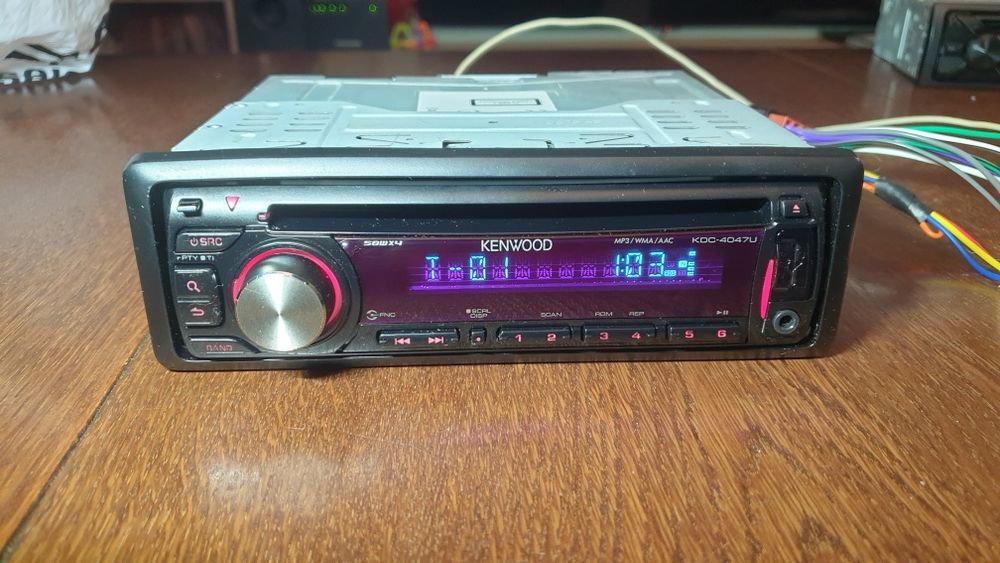 SRC
PTY TI
BAND
50Wx4
KENWOOD
MP3/WMA/AAC
KDC-4047U
T-01 1:03
FNC
SCRL
DISP
SCAN
RDM
REP
1 2
3 4
5 6